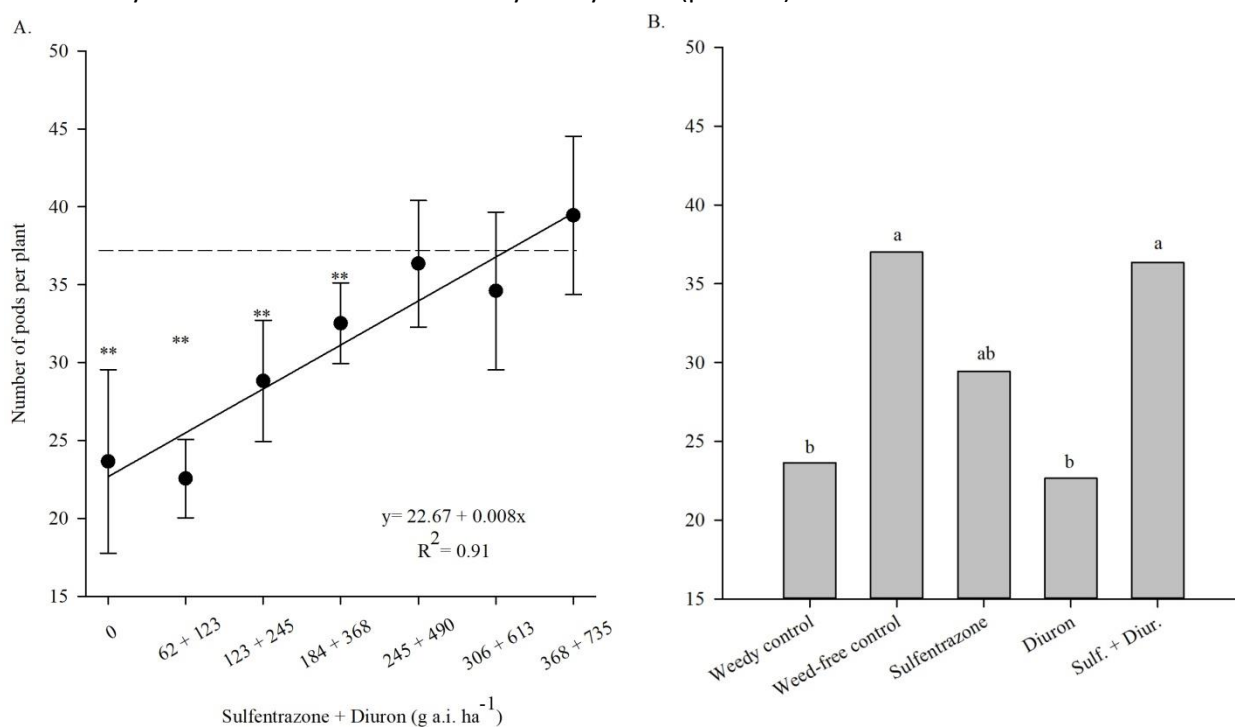 A.
Number of pods per plant
50
45
40
35
30
25
20
15
**
**
**
**
y= 22.67 + 0.008x
R² = 0.91
0
62 + 123
123 + 245
184 + 368
245 + 490
306 + 613
368 + 735
Sulfentrazone + Diuron (g a.i. ha⁻¹)
B.
50
45
40
35
30
25
20
15
b
a
ab
b
a
Weedy control
Weed-free control
Sulfentrazone
Diuron
Sulf. + Diur.